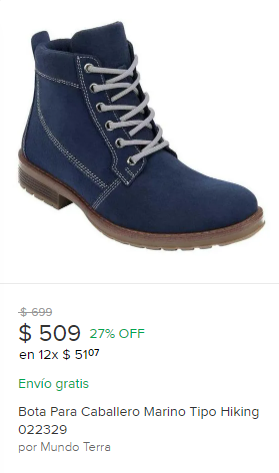 $ 699
$ 509 27% OFF
en 12x $ 51⁰⁷
Envío gratis
Bota Para Caballero Marino Tipo Hiking
022329
por Mundo Terra